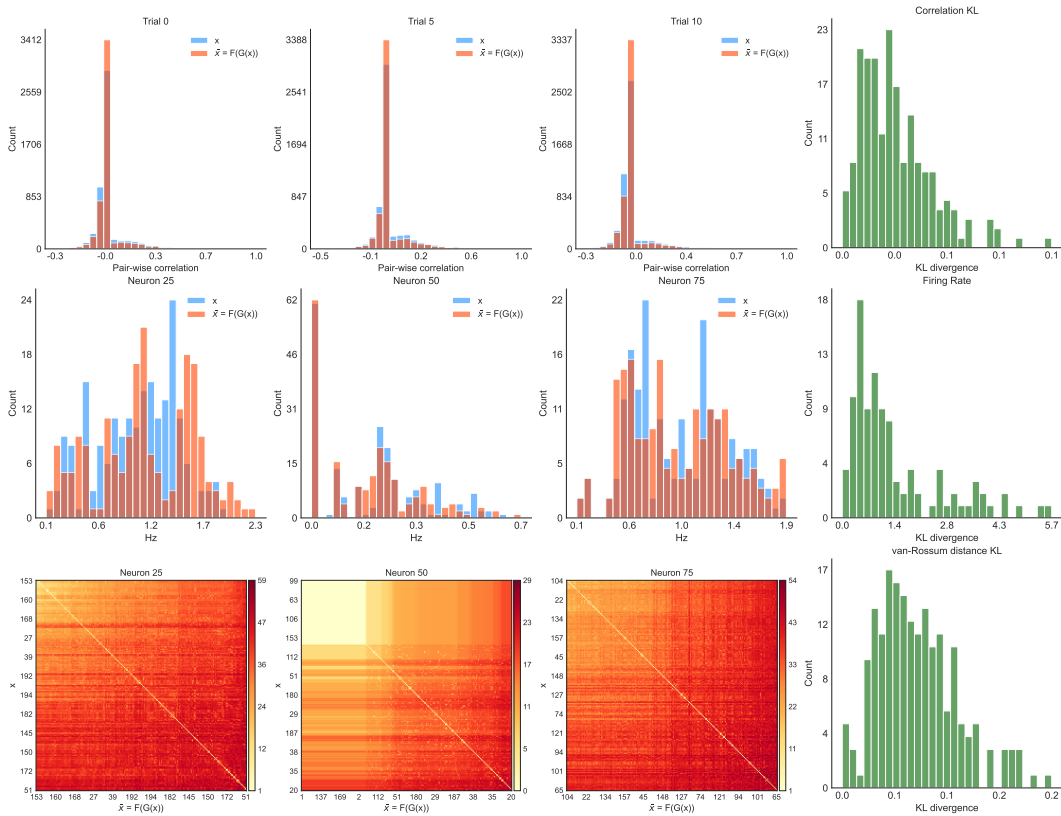 Trial 0
3412
2559
1706
853
0
Count
x
x̄ = F(G(x))
-0.3
-0.0
0.3
0.7
1.0
Pair-wise correlation
Trial 5
3388
2541
1694
847
0
Count
x
x̄ = F(G(x))
-0.5
-0.1
0.3
0.6
1.0
Pair-wise correlation
Trial 10
3337
2502
1668
834
0
Count
x
x̄ = F(G(x))
-0.3
0.0
0.4
0.7
1.0
Pair-wise correlation
Correlation KL
23
17
11
5
0
Count
0.0
0.0
0.1
0.1
0.1
KL divergence
Neuron 25
24
18
12
6
0
Count
x
x̄ = F(G(x))
0.1
0.6
1.2
1.7
2.3
Hz
Neuron 50
62
46
31
15
0
Count
0.0
0.2
0.3
0.5
0.7
Hz
Neuron 75
22
16
11
5
0
Count
x
x̄ = F(G(x))
0.1
0.6
1.0
1.4
1.9
Hz
Firing Rate
18
13
9
4
0
Count
0.0
1.4
2.8
4.3
5.7
KL divergence
Neuron 25
153
160
168
27
39
192
194
182
145
150
172
51
x
153 160 168 27 39 192 194 182 145 150 172 51
x̄ = F(G(x))
59
47
36
24
12
1
Neuron 50
99
63
106
153
112
51
180
29
187
38
35
20
x
1 137 169 2 112 51 180 29 187 38 35 20
x̄ = F(G(x))
29
23
17
11
5
0
Neuron 75
104
22
134
157
45
148
127
74
121
94
101
65
x
104 22 134 157 45 148 127 74 121 94 101 65
x̄ = F(G(x))
54
43
33
22
11
1
van-Rossum distance KL
17
12
8
4
0
Count
0.0
0.1
0.1
0.2
0.2
KL divergence